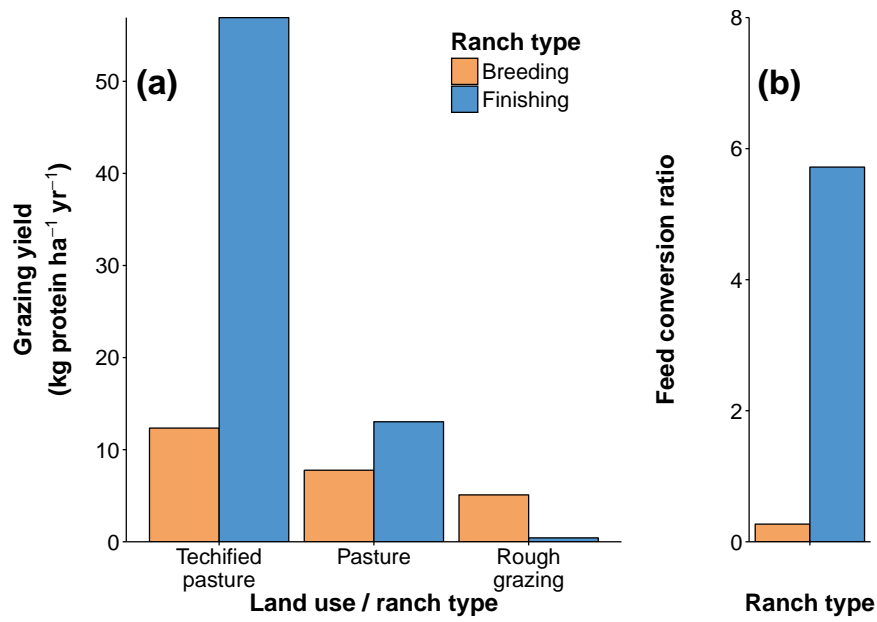 (a)
Ranch type
Breeding
Finishing
Grazing yield
(kg protein ha⁻¹ yr⁻¹)
50
40
30
20
10
0
Techified
pasture
Pasture
Rough
grazing
Land use / ranch type
(b)
Feed conversion ratio
8
6
4
2
0
Ranch type